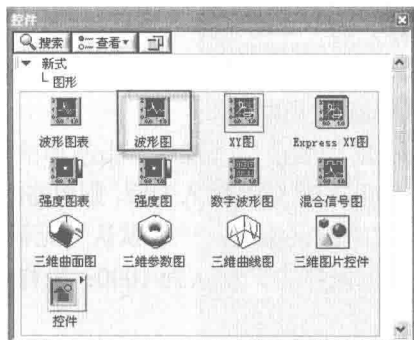 控件
搜索 查看
新式
图形
波形图表 波形图 XY图 Express XY图
强度图表 强度图 数字波形图 混合信号图
三维曲面图 三维参数图 三维曲线图 三维图片控件
控件